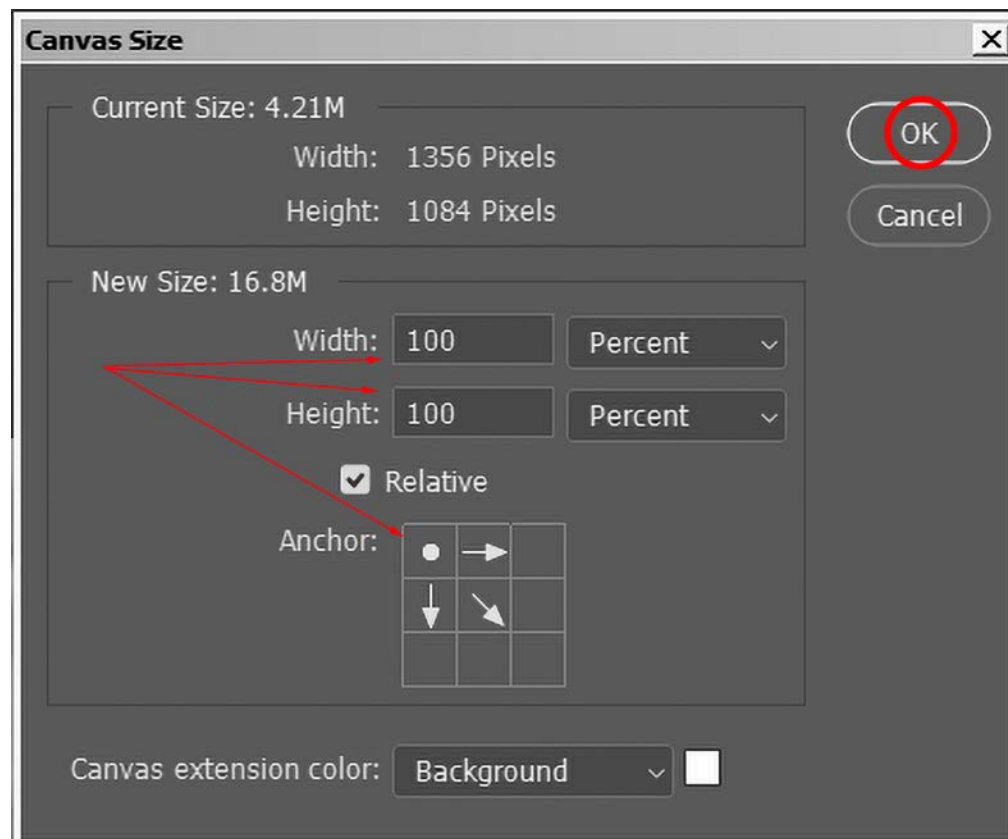 Canvas Size
Current Size: 4.21M
Width: 1356 Pixels
Height: 1084 Pixels
OK
Cancel
New Size: 16.8M
Width: 100 Percent
Height: 100 Percent
Relative
Anchor:
Canvas extension color: Background